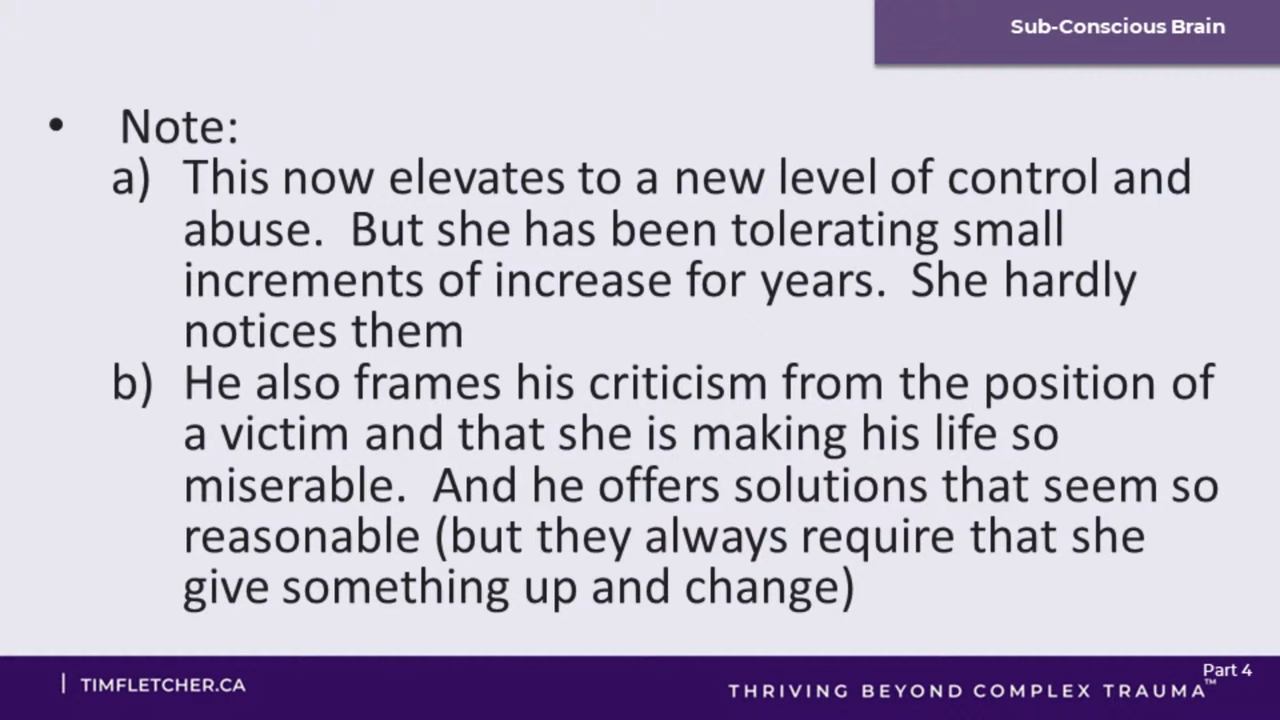 Sub-Conscious Brain
• Note:
a) This now elevates to a new level of control and
abuse.  But she has been tolerating small
increments of increase for years.  She hardly
notices them
b) He also frames his criticism from the position of
a victim and that she is making his life so
miserable.  And he offers solutions that seem so
reasonable (but they always require that she
give something up and change)
Part 4
| TIMFLETCHER.CA
THRIVING BEYOND COMPLEX TRAUMA™